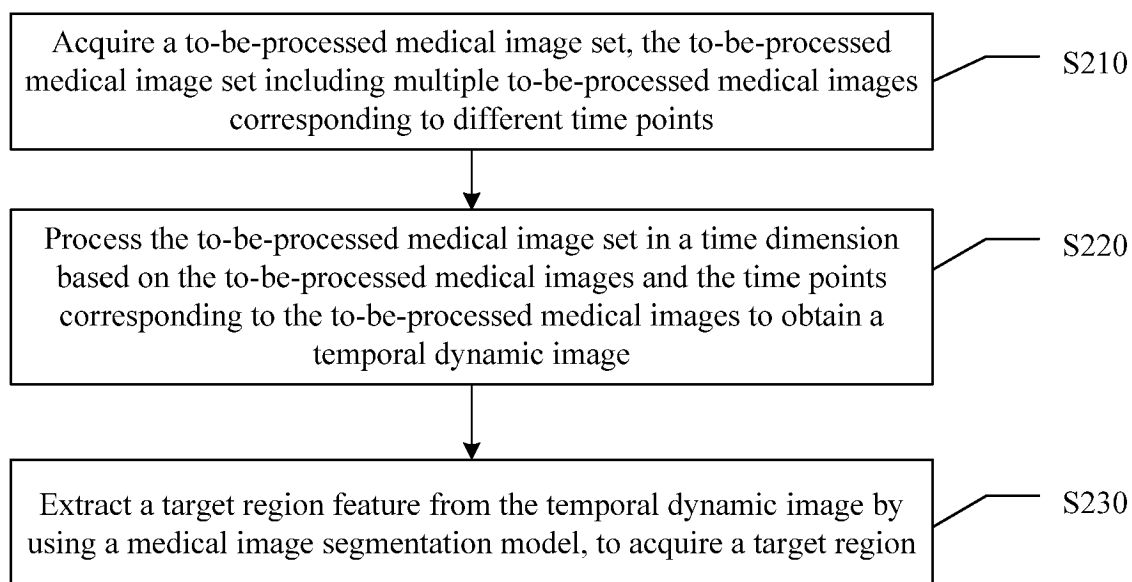 Acquire a to-be-processed medical image set, the to-be-processed
medical image set including multiple to-be-processed medical images
corresponding to different time points
S210
Process the to-be-processed medical image set in a time dimension
based on the to-be-processed medical images and the time points
corresponding to the to-be-processed medical images to obtain a
temporal dynamic image
S220
Extract a target region feature from the temporal dynamic image by
using a medical image segmentation model, to acquire a target region
S230